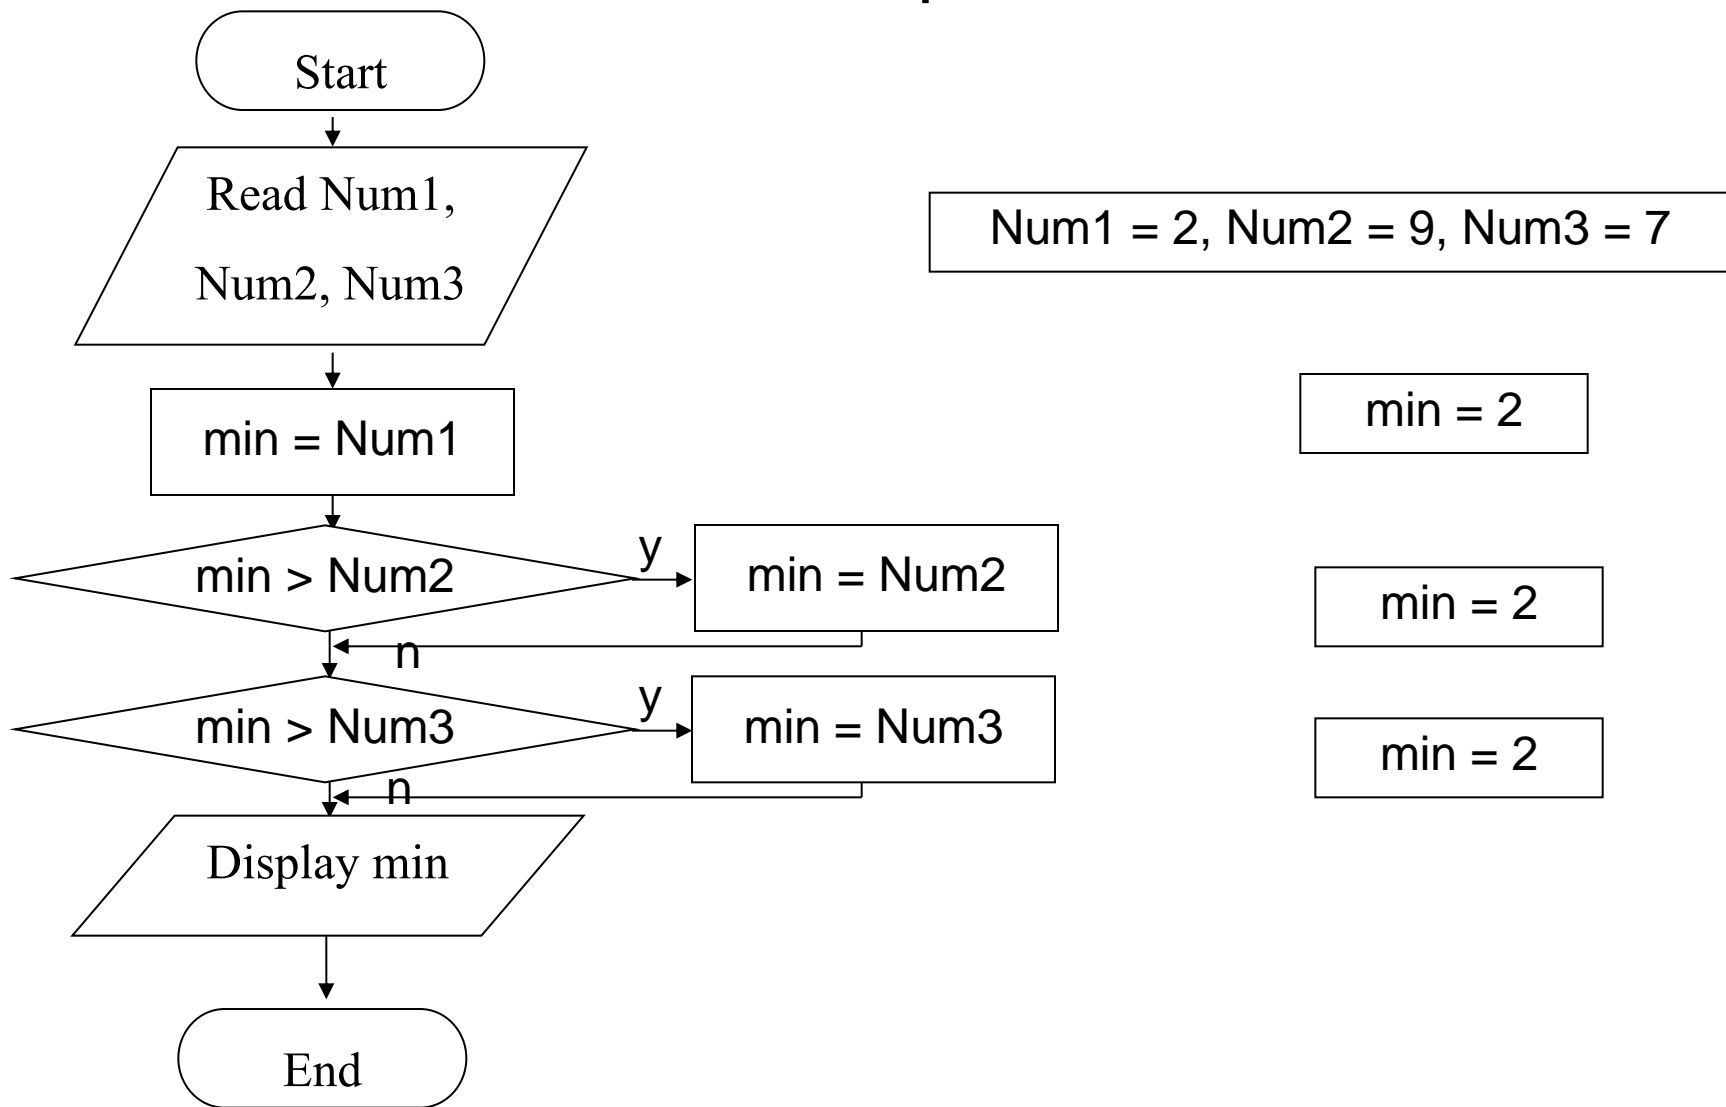 Start
Read Num1,
Num2, Num3
Num1 = 2, Num2 = 9, Num3 = 7
min = Num1
min = 2
min > Num2
y
min = Num2
min = 2
n
min > Num3
y
min = Num3
min = 2
n
Display min
End